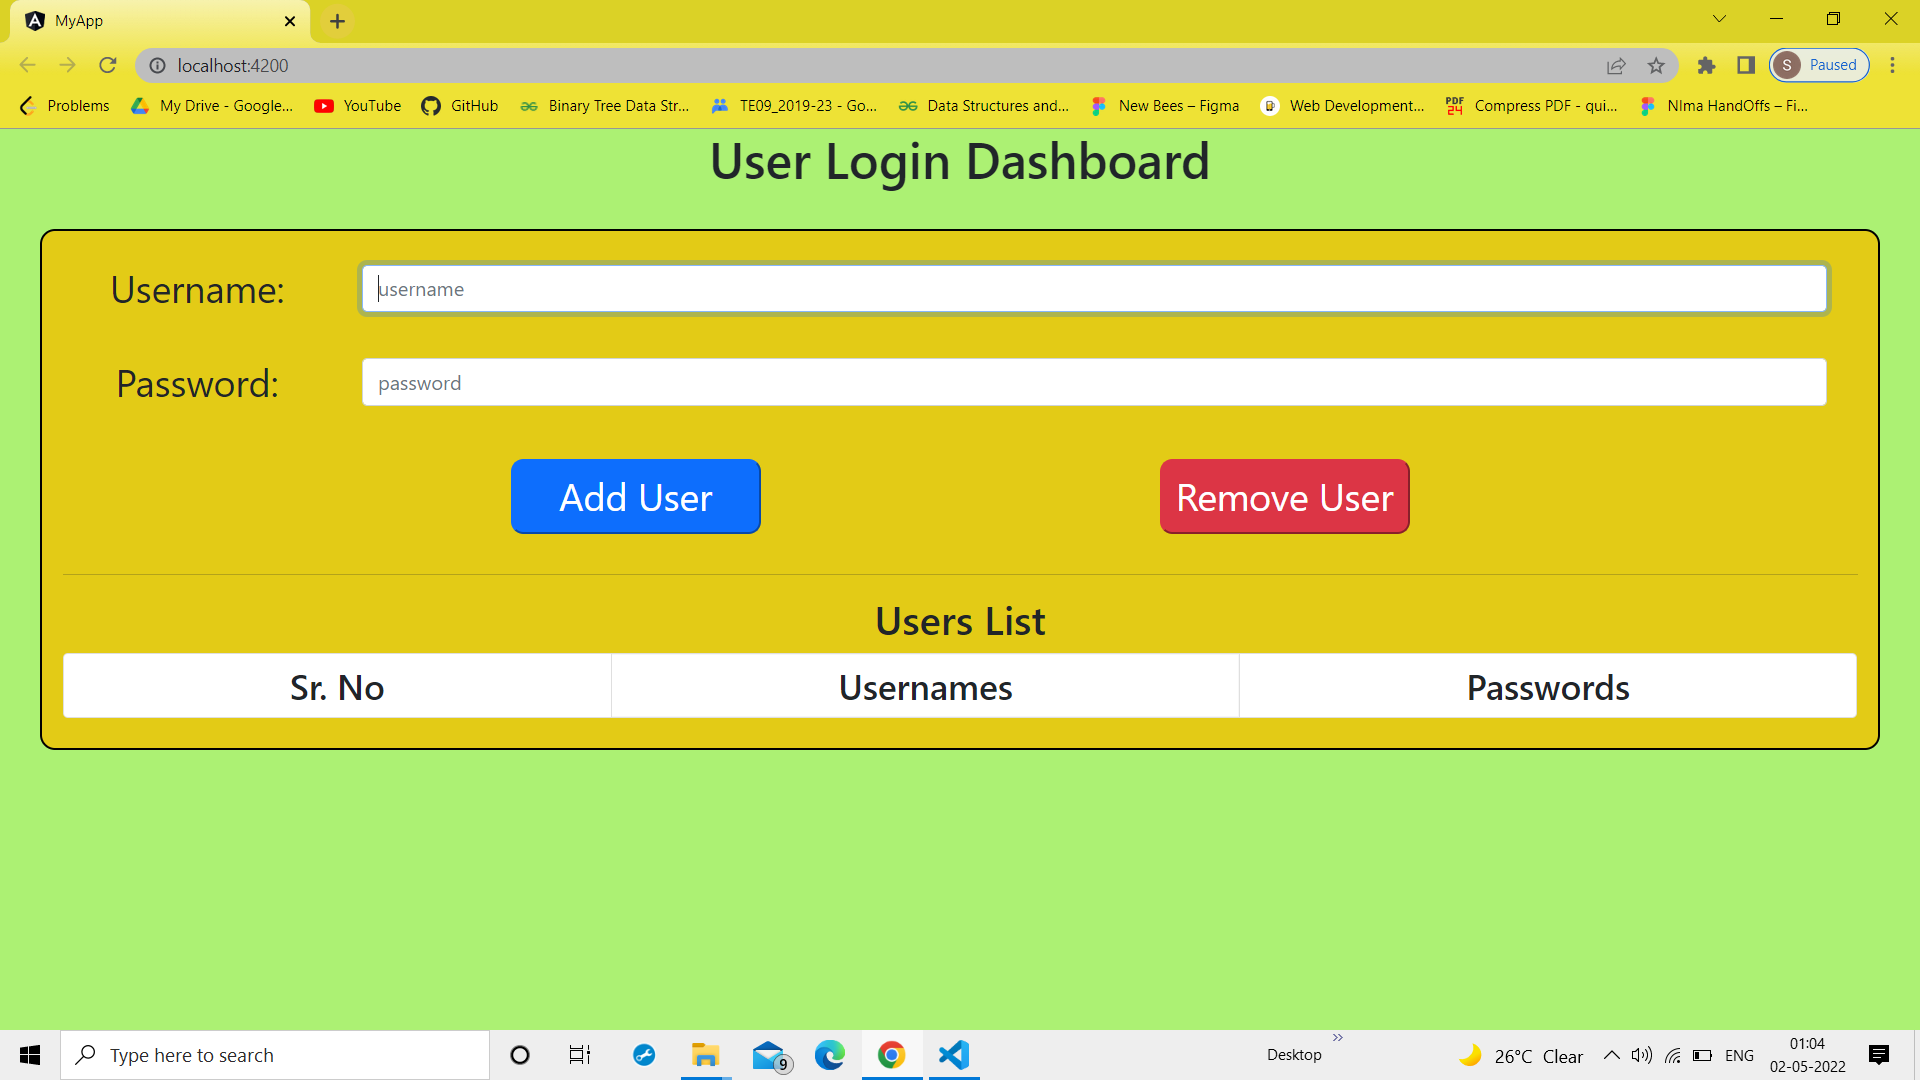 MyApp
localhost:4200
S Paused
Problems My Drive - Google... YouTube GitHub Binary Tree Data Str... TE09_2019-23 - Go... Data Structures and... New Bees – Figma Web Development... PDF 24 Compress PDF - qui... NIma HandOffs – Fi...
User Login Dashboard
Username: username
Password: password
Add User Remove User
Users List
Sr. No Usernames Passwords
Type here to search 9 Desktop » 26°C Clear ENG 01:04
02-05-2022